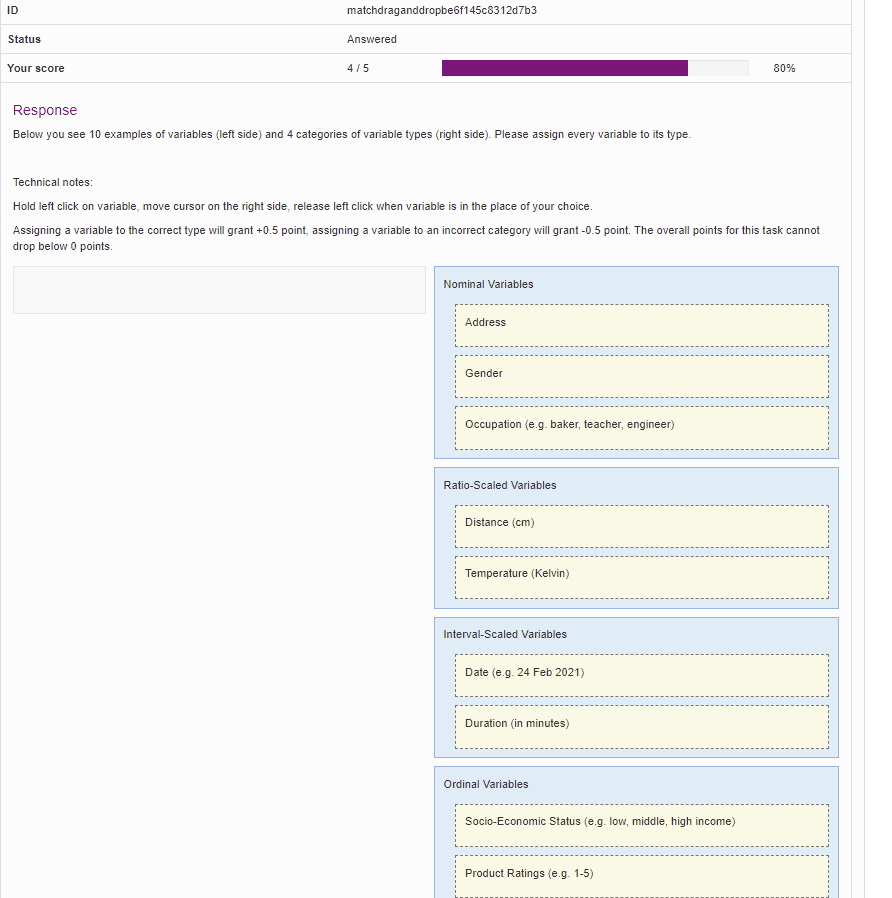 ID matchdraganddropbe6f145c8312d7b3
Status Answered
Your score 4 / 5 80%
Response
Below you see 10 examples of variables (left side) and 4 categories of variable types (right side). Please assign every variable to its type.
Technical notes:
Hold left click on variable, move cursor on the right side, release left click when variable is in the place of your choice.
Assigning a variable to the correct type will grant +0.5 point, assigning a variable to an incorrect category will grant -0.5 point. The overall points for this task cannot
drop below 0 points.
Nominal Variables
Address
Gender
Occupation (e.g. baker, teacher, engineer)
Ratio-Scaled Variables
Distance (cm)
Temperature (Kelvin)
Interval-Scaled Variables
Date (e.g. 24 Feb 2021)
Duration (in minutes)
Ordinal Variables
Socio-Economic Status (e.g. low, middle, high income)
Product Ratings (e.g. 1-5)